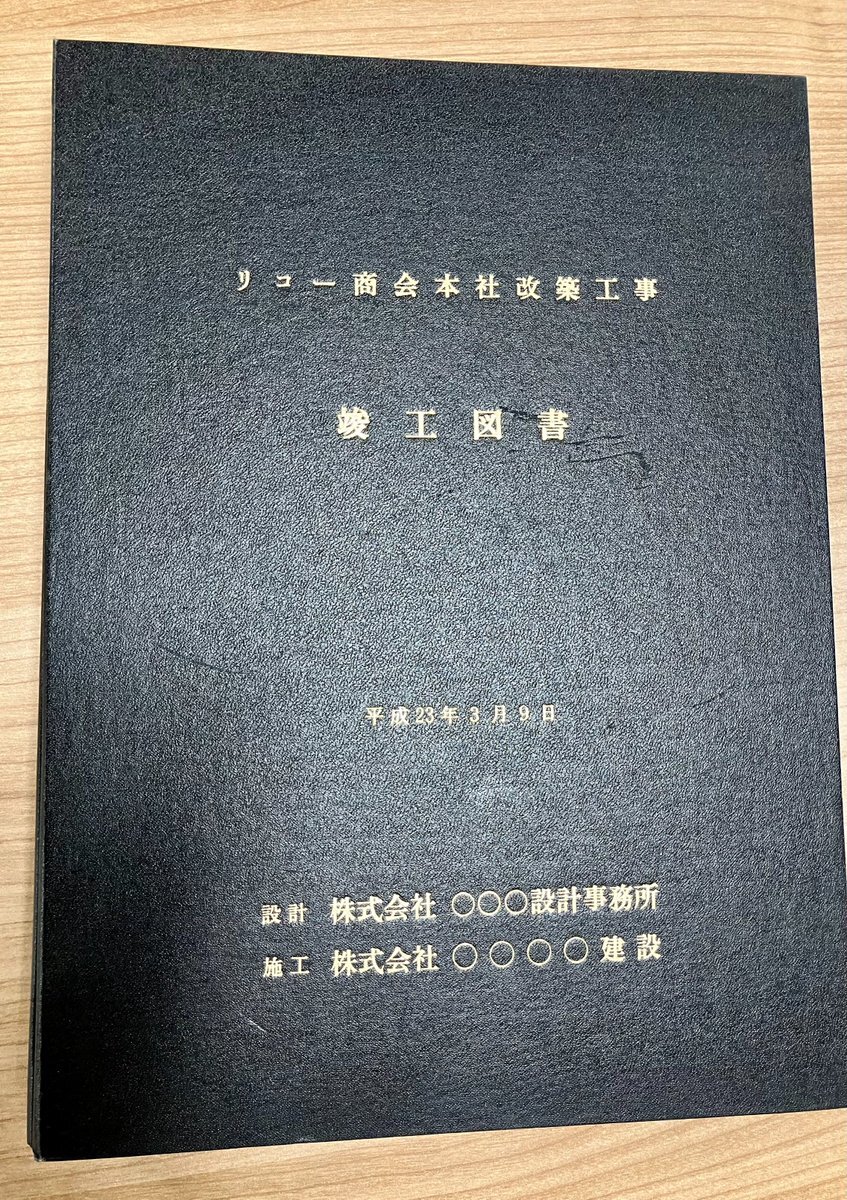 リコー商会本社改築工事
竣工図書
平成23年3月9日
設計 株式会社 ○○○設計事務所
施工 株式会社 ○○○○建設